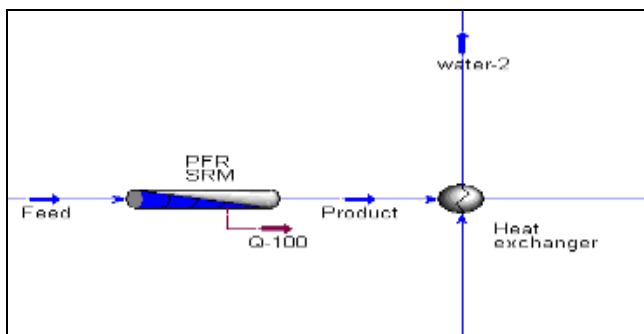 water-2
PFR
SRM
Feed
Product
Q-100
Heat
exchanger